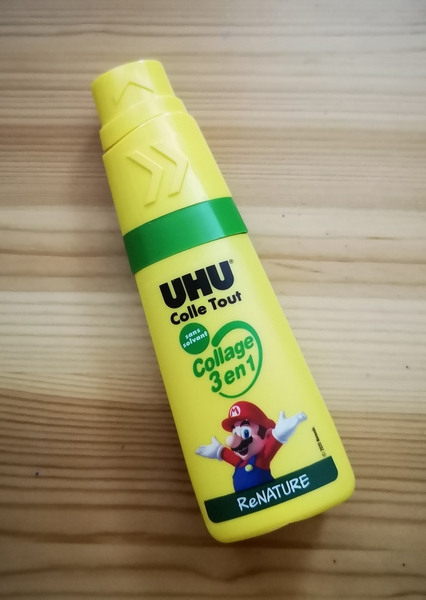 UHU®
Colle Tout
sans
solvant
Collage
3 en 1
M
ReNATURE